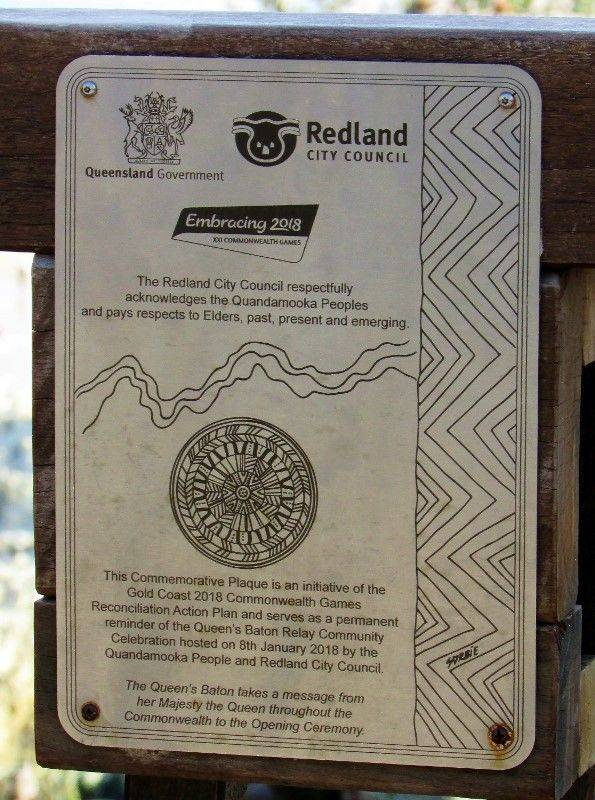 Queensland Government
Redland
CITY COUNCIL
Embracing 2018
XXI COMMONWEALTH GAMES
The Redland City Council respectfully
acknowledges the Quandamooka Peoples
and pays respects to Elders, past, present and emerging.
This Commemorative Plaque is an initiative of the
Gold Coast 2018 Commonwealth Games
Reconciliation Action Plan and serves as a permanent
reminder of the Queen's Baton Relay Community
Celebration hosted on 8th January 2018 by the
Quandamooka People and Redland City Council.
SORBIE
The Queen's Baton takes a message from
her Majesty the Queen throughout the
Commonwealth to the Opening Ceremony.